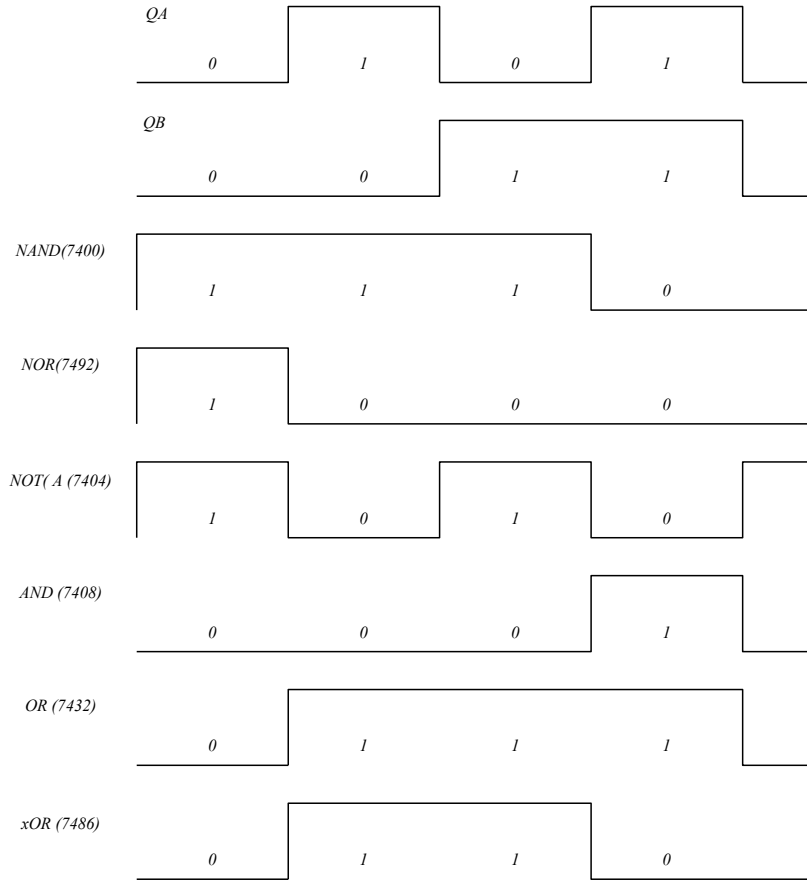 QA
0 1 0 1
QB
0 0 1 1
NAND(7400)
1 1 1 0
NOR(7492)
1 0 0 0
NOT( A (7404)
1 0 1 0
AND (7408)
0 0 0 1
OR (7432)
0 1 1 1
xOR (7486)
0 1 1 0